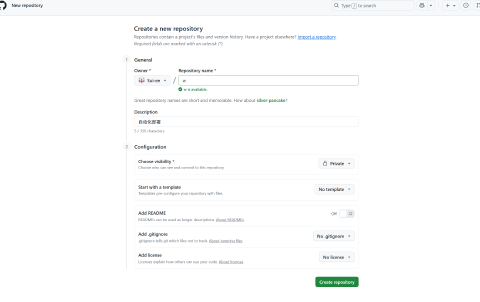 New repository
Type / to search
Create a new repository
Repositories contain a project's files and version history. Have a project elsewhere? Import a repository.
Required fields are marked with an asterisk (*).
1 General
Owner * Repository name *
/
w is available.
Great repository names are short and memorable. How about silver-pancake?
Description
自动化部署
5 / 350 characters
2 Configuration
Choose visibility * Private
Choose who can see and commit to this repository
Start with a template No template
Templates pre-configure your repository with files.
Add README Off
READMEs can be used as longer descriptions. About READMEs
Add .gitignore No .gitignore
.gitignore tells git which files not to track. About ignoring files
Add license No license
Licenses explain how others can use your code. About licenses
Create repository